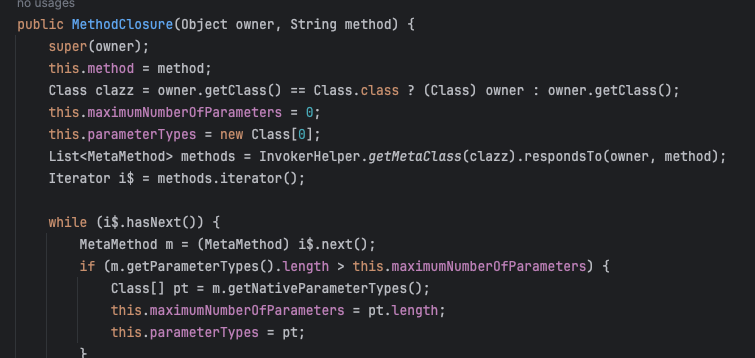 no usages
public MethodClosure(Object owner, String method) {
super(owner);
this.method = method;
Class clazz = owner.getClass() == Class.class ? (Class) owner : owner.getClass();
this.maximumNumberOfParameters = 0;
this.parameterTypes = new Class[0];
List<MetaMethod> methods = InvokerHelper.getMetaClass(clazz).respondsTo(owner, method);
Iterator i$ = methods.iterator();
while (i$.hasNext()) {
MetaMethod m = (MetaMethod) i$.next();
if (m.getParameterTypes().length > this.maximumNumberOfParameters) {
Class[] pt = m.getNativeParameterTypes();
this.maximumNumberOfParameters = pt.length;
this.parameterTypes = pt;
}